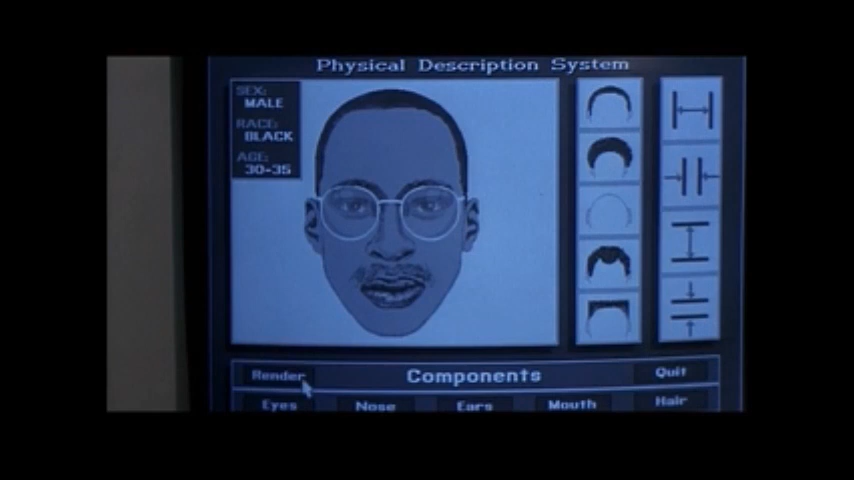 Physical Description System
SEX:
MALE
RACE:
BLACK
AGE:
30-35
Render Components Quit
Eyes Nose Ears Mouth Hair